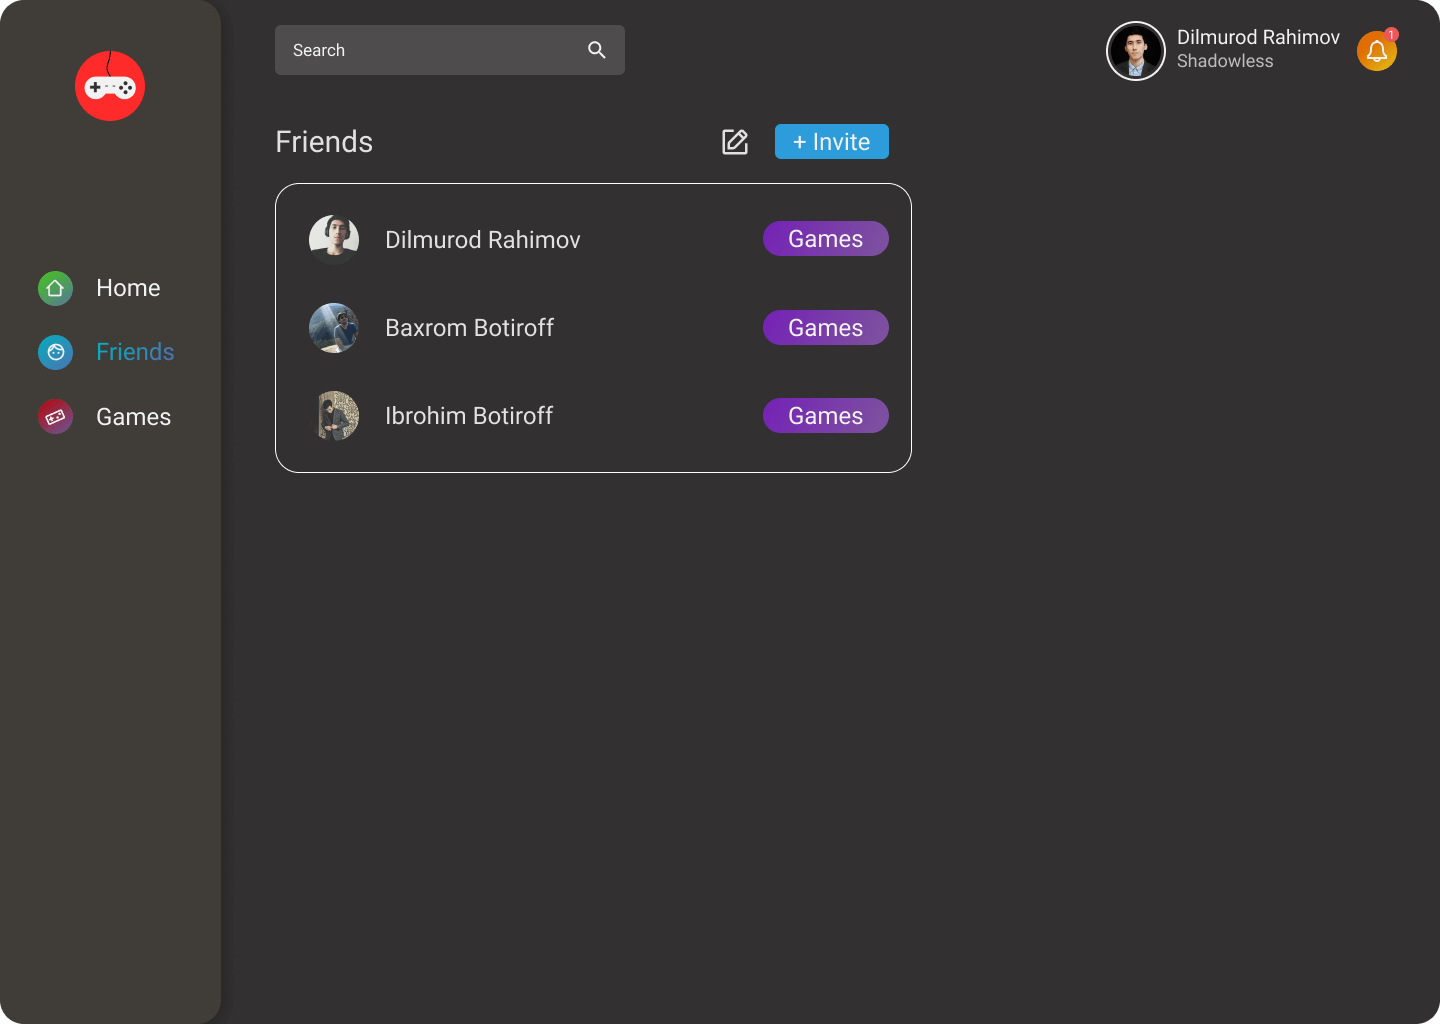 Search
Dilmurod Rahimov
Shadowless
1
Friends
+ Invite
Dilmurod Rahimov
Games
Baxrom Botiroff
Games
Ibrohim Botiroff
Games
Home
Friends
Games